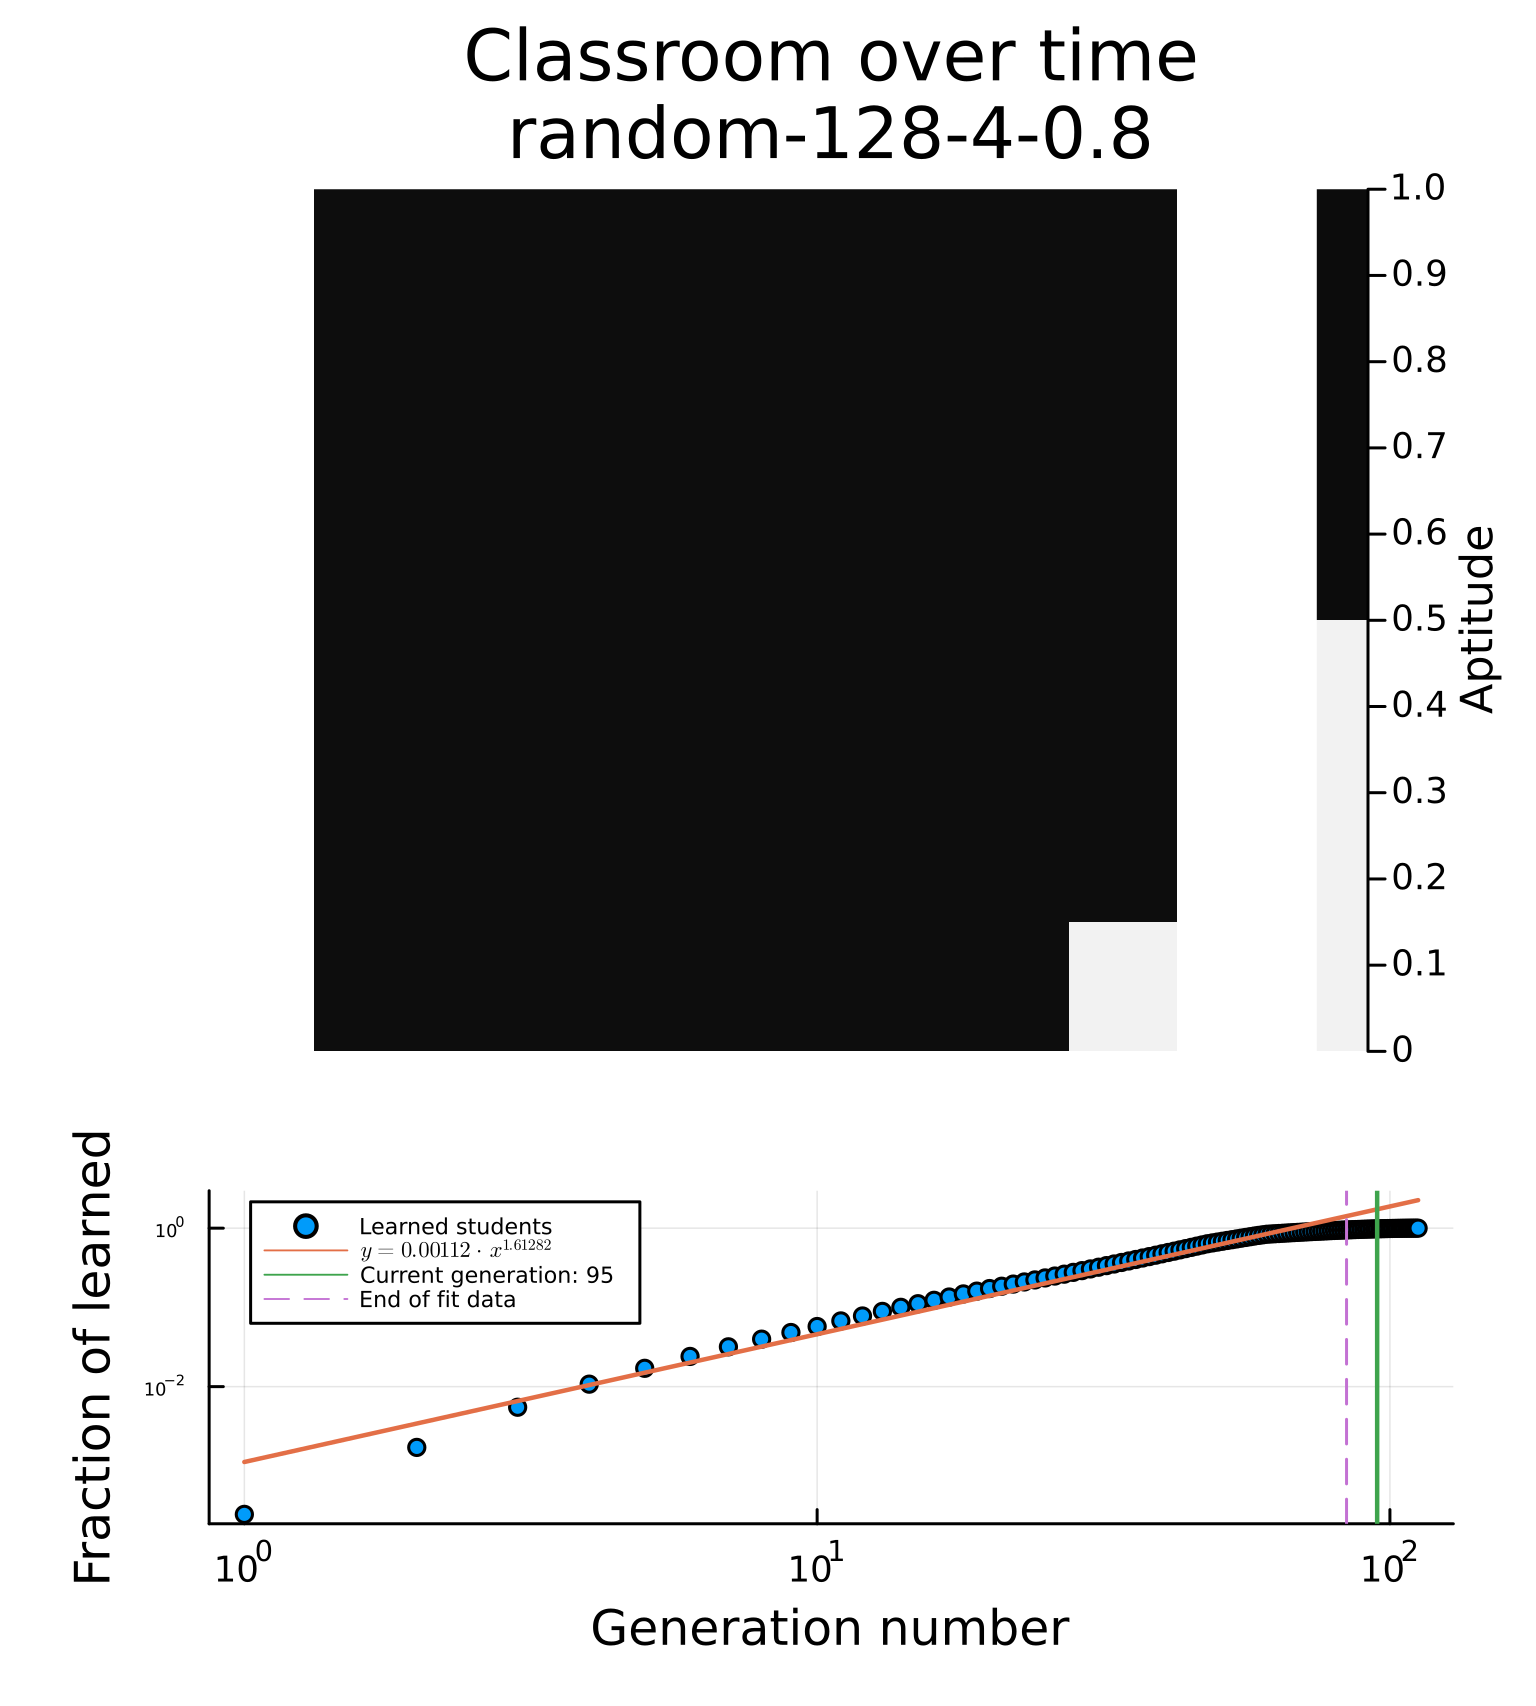 Classroom over time
random-128-4-0.8
1.0
0.9
0.8
0.7
0.6
0.5
0.4
0.3
0.2
0.1
0
Aptitude
Fraction of learned
10⁰
10⁻²
Learned students
y = 0.00112 · x^1.61282
Current generation: 95
End of fit data
10⁰
10¹
10²
Generation number